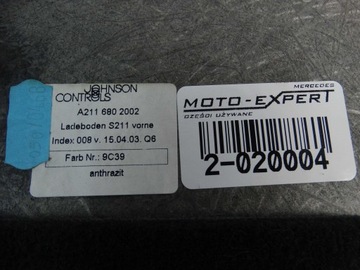 JOHNSON
CONTROLS
A211 680 2002
Ladeboden S211 vorne
Index 008 v. 15.04.03. Q6
Farb Nr.: 9C39
anthrazit
MERCEDES
MOTO-EXPERT
CZĘŚCI UŻYWANE
2-020004